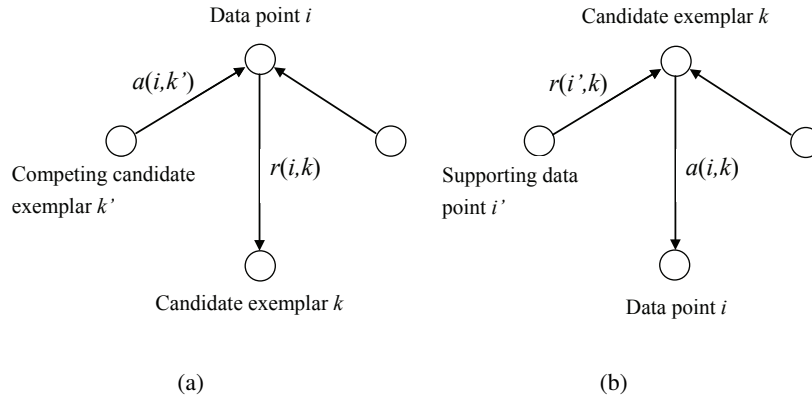 Data point i
a(i,k’)
r(i,k)
Competing candidate
exemplar k’
Candidate exemplar k
(a)
Candidate exemplar k
r(i’,k)
a(i,k)
Supporting data
point i’
Data point i
(b)